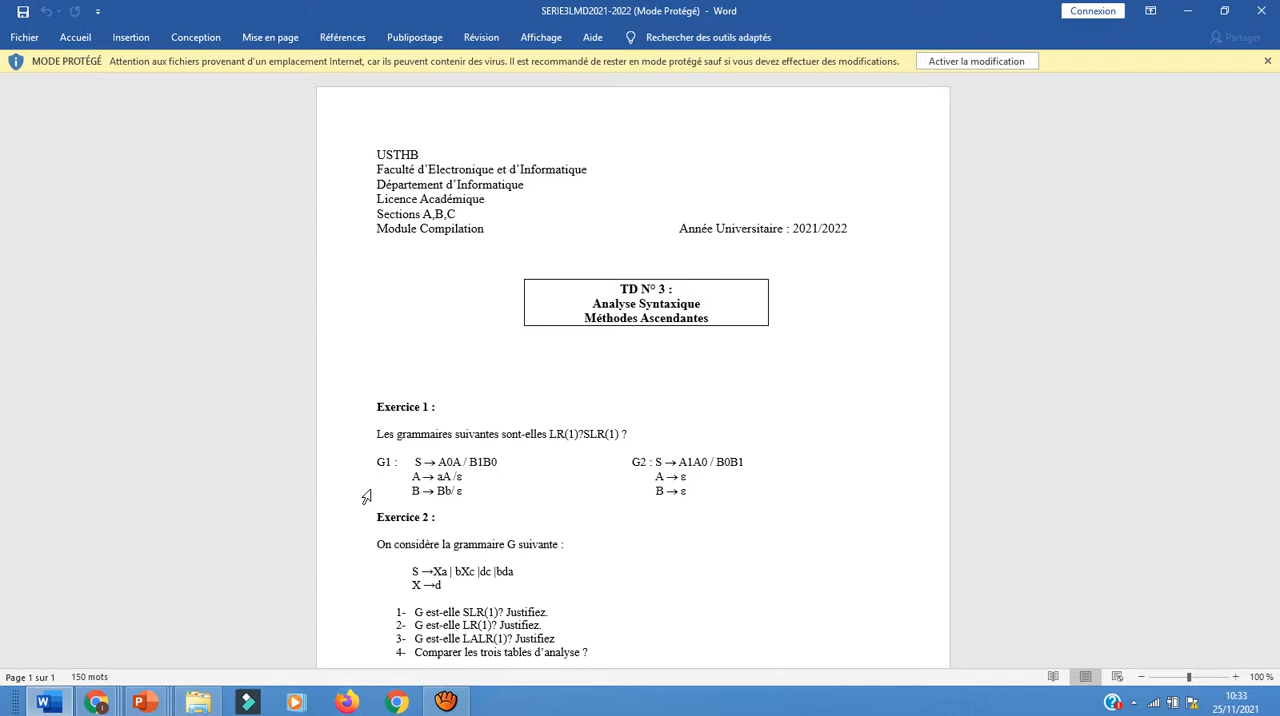 SERIE3LMD2021-2022 (Mode Protégé) - Word
Connexion
Fichier Accueil Insertion Conception Mise en page Références Publipostage Révision Affichage Aide Rechercher des outils adaptés Partager
MODE PROTÉGÉ Attention aux fichiers provenant d'un emplacement Internet, car ils peuvent contenir des virus. Il est recommandé de rester en mode protégé sauf si vous devez effectuer des modifications. Activer la modification
USTHB
Faculté d’Electronique et d’Informatique
Département d’Informatique
Licence Académique
Sections A,B,C
Module Compilation Année Universitaire : 2021/2022
TD N° 3 :
Analyse Syntaxique
Méthodes Ascendantes
Exercice 1 :
Les grammaires suivantes sont-elles LR(1)?SLR(1) ?
G1 : S → A0A / B1B0 G2 : S → A1A0 / B0B1
A → aA /ε A → ε
B → Bb/ ε B → ε
Exercice 2 :
On considère la grammaire G suivante :
S →Xa | bXc |dc |bda
X →d
1- G est-elle SLR(1)? Justifiez.
2- G est-elle LR(1)? Justifiez.
3- G est-elle LALR(1)? Justifiez
4- Comparer les trois tables d’analyse ?
Page 1 sur 1 150 mots 100 %
10:33
25/11/2021